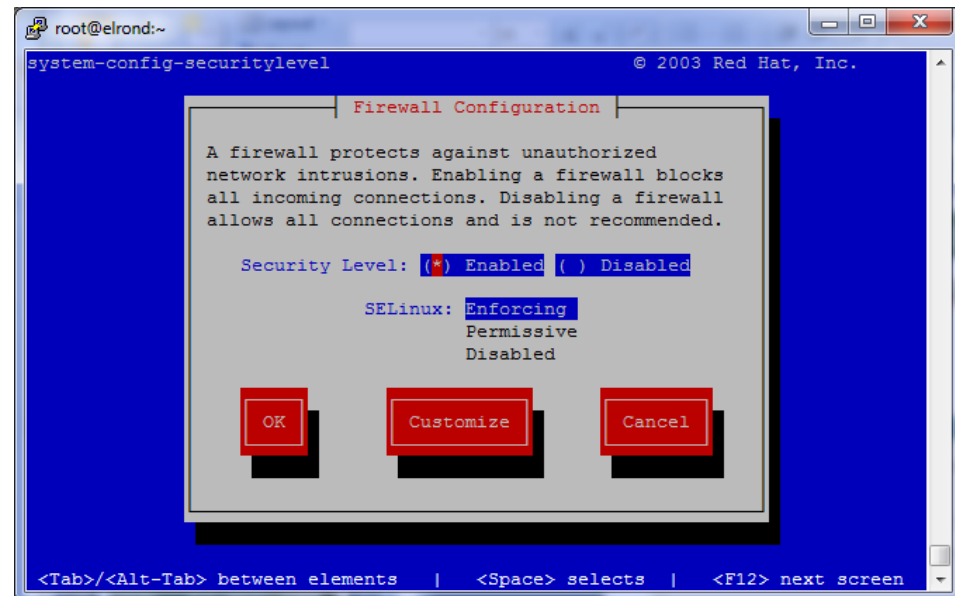 root@elrond:~
system-config-securitylevel © 2003 Red Hat, Inc.
Firewall Configuration
A firewall protects against unauthorized
network intrusions. Enabling a firewall blocks
all incoming connections. Disabling a firewall
allows all connections and is not recommended.
Security Level: (*) Enabled ( ) Disabled
SELinux: Enforcing
Permissive
Disabled
OK Customize Cancel
<Tab>/<Alt-Tab> between elements | <Space> selects | <F12> next screen